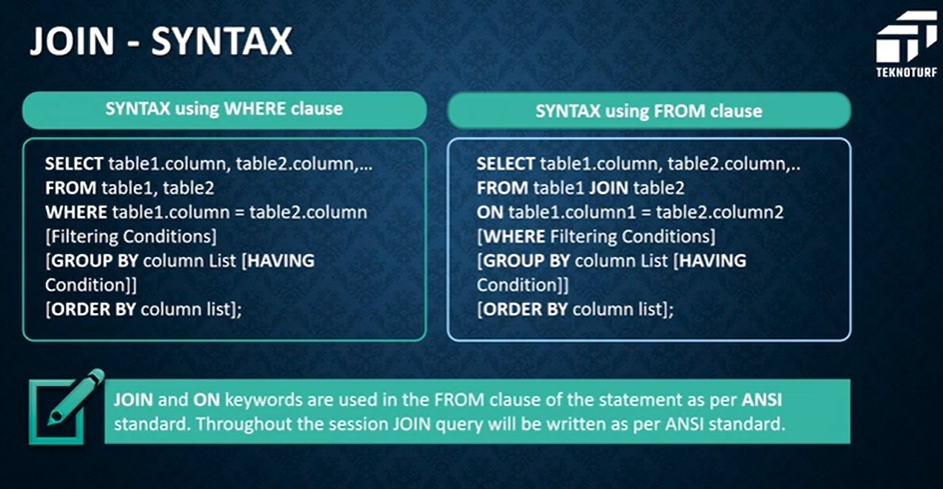 JOIN - SYNTAX
TEKNOTURF
SYNTAX using WHERE clause
SELECT table1.column, table2.column,...
FROM table1, table2
WHERE table1.column = table2.column
[Filtering Conditions]
[GROUP BY column List [HAVING
Condition]]
[ORDER BY column list];
SYNTAX using FROM clause
SELECT table1.column, table2.column,..
FROM table1 JOIN table2
ON table1.column1 = table2.column2
[WHERE Filtering Conditions]
[GROUP BY column List [HAVING
Condition]]
[ORDER BY column list];
JOIN and ON keywords are used in the FROM clause of the statement as per ANSI
standard. Throughout the session JOIN query will be written as per ANSI standard.